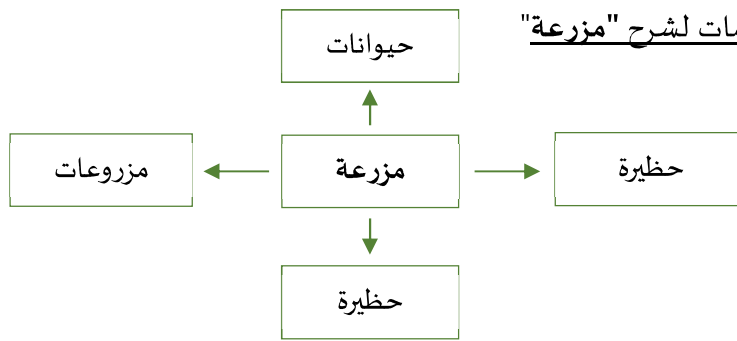 لشرح "مزرعة"
حيوانات
حظيرة
مزرعة
مزروعات
حظيرة